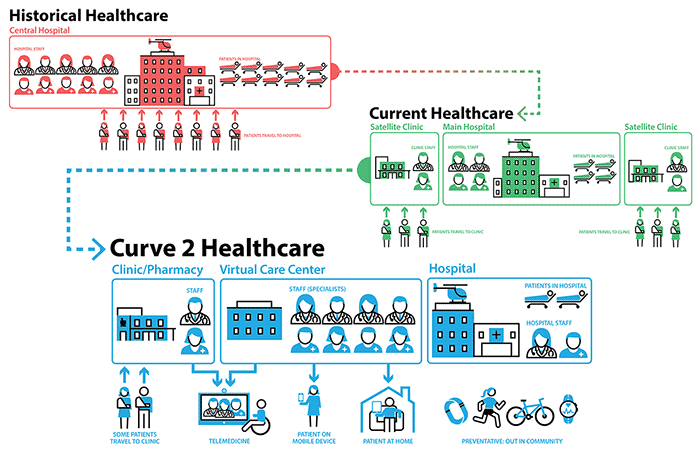 Historical Healthcare
Central Hospital
HOSPITAL STAFF
PATIENTS IN HOSPITAL
PATIENTS TRAVEL TO HOSPITAL
Current Healthcare
Satellite Clinic
Main Hospital
Satellite Clinic
CLINIC STAFF
HOSPITAL STAFF
PATIENTS IN HOSPITAL
CLINIC STAFF
PATIENTS TRAVEL TO CLINIC
PATIENTS TRAVEL TO CLINIC
Curve 2 Healthcare
Clinic/Pharmacy
Virtual Care Center
Hospital
STAFF
STAFF (SPECIALISTS)
PATIENTS IN HOSPITAL
HOSPITAL STAFF
SOME PATIENTS
TRAVEL TO CLINIC
TELEMEDICINE
PATIENT ON
MOBILE DEVICE
PATIENT AT HOME
PREVENTATIVE: OUT IN COMMUNITY